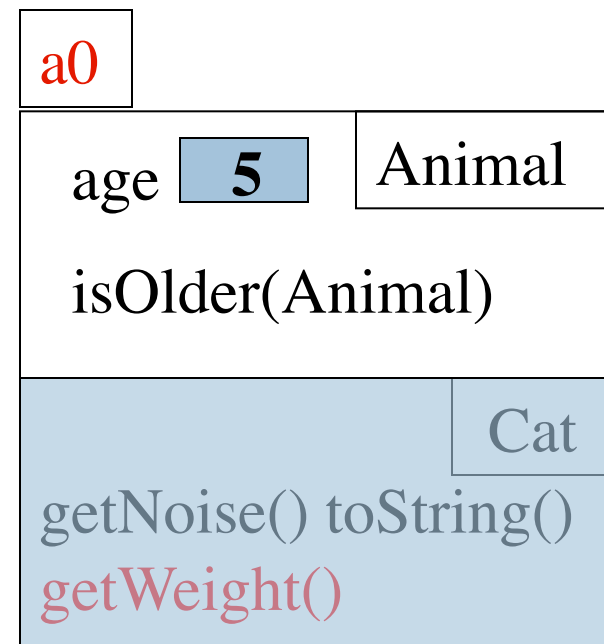 a0
age 5 Animal
isOlder(Animal)
Cat
getNoise() toString()
getWeight()